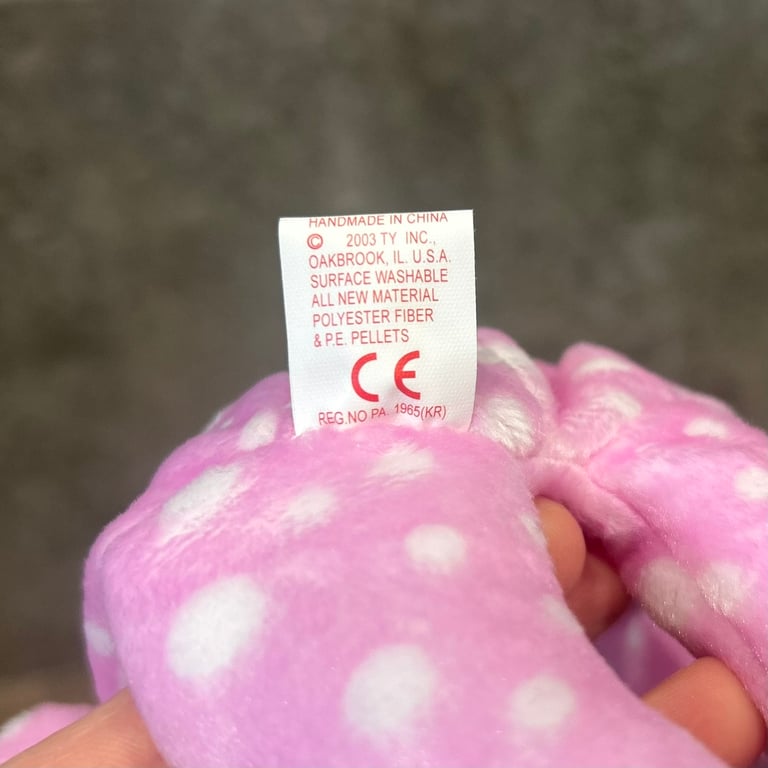 HANDMADE IN CHINA
© 2003 TY INC.,
OAKBROOK, IL. U.S.A.
SURFACE WASHABLE
ALL NEW MATERIAL
POLYESTER FIBER
& P.E. PELLETS
CE
REG.NO PA. 1965(KR)